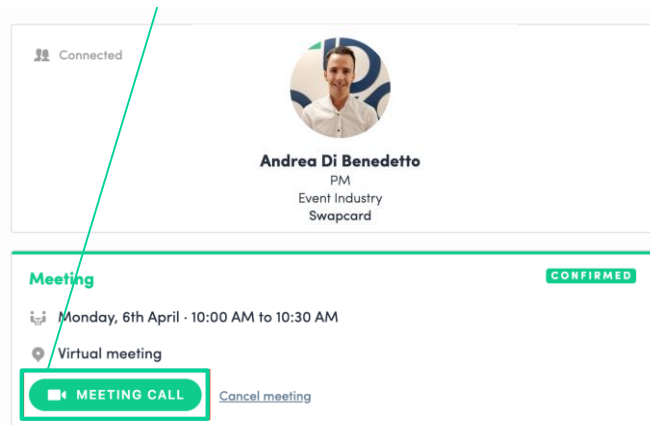 Connected
Andrea Di Benedetto
PM
Event Industry
Swapcard
Meeting
CONFIRMED
Monday, 6th April · 10:00 AM to 10:30 AM
Virtual meeting
MEETING CALL
Cancel meeting